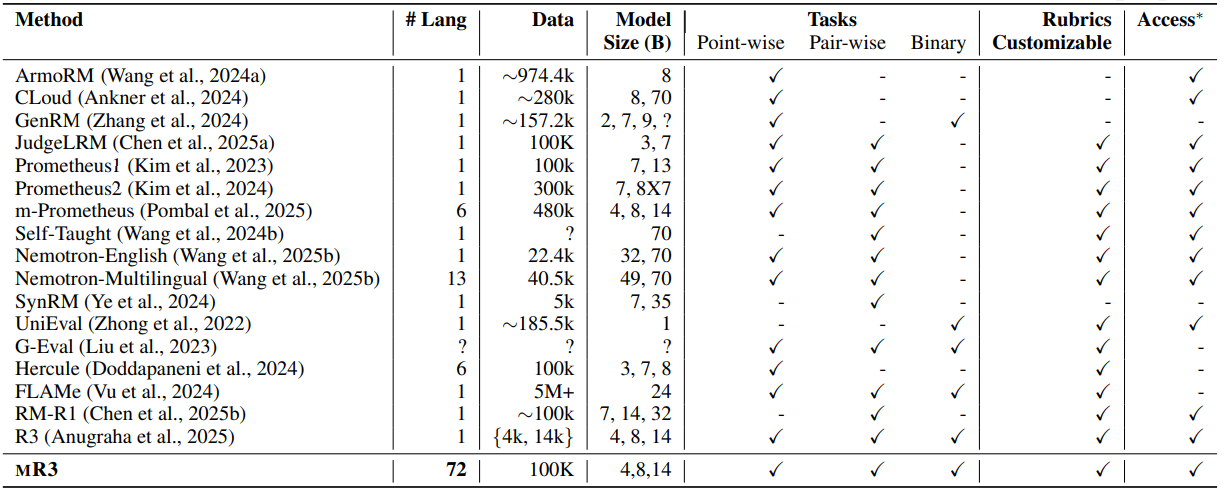 Method # Lang Data Model Tasks Rubrics Access*
Size (B) Point-wise Pair-wise Binary Customizable
ArmoRM (Wang et al., 2024a) 1 ∼974.4k 8 ✓ - - - ✓
CLoud (Ankner et al., 2024) 1 ∼280k 8, 70 ✓ - - - ✓
GenRM (Zhang et al., 2024) 1 ∼157.2k 2, 7, 9, ? ✓ - ✓ - -
JudgeLRM (Chen et al., 2025a) 1 100K 3, 7 ✓ ✓ - ✓ ✓
Prometheus1 (Kim et al., 2023) 1 100k 7, 13 ✓ ✓ - ✓ ✓
Prometheus2 (Kim et al., 2024) 1 300k 7, 8X7 ✓ ✓ - ✓ ✓
m-Prometheus (Pombal et al., 2025) 6 480k 4, 8, 14 ✓ ✓ - ✓ ✓
Self-Taught (Wang et al., 2024b) 1 ? 70 - ✓ - ✓ ✓
Nemotron-English (Wang et al., 2025b) 1 22.4k 32, 70 ✓ ✓ - ✓ ✓
Nemotron-Multilingual (Wang et al., 2025b) 13 40.5k 49, 70 ✓ ✓ - ✓ ✓
SynRM (Ye et al., 2024) 1 5k 7, 35 - ✓ - - -
UniEval (Zhong et al., 2022) 1 ∼185.5k 1 - - ✓ ✓ ✓
G-Eval (Liu et al., 2023) ? ? ? ✓ ✓ ✓ ✓ -
Hercule (Doddapaneni et al., 2024) 6 100k 3, 7, 8 ✓ - - ✓ -
FLAMe (Vu et al., 2024) 1 5M+ 24 ✓ ✓ ✓ ✓ -
RM-R1 (Chen et al., 2025b) 1 ∼100k 7, 14, 32 - ✓ - ✓ ✓
R3 (Anugraha et al., 2025) 1 {4k, 14k} 4, 8, 14 ✓ ✓ ✓ ✓ ✓
MR3 72 100K 4,8,14 ✓ ✓ ✓ ✓ ✓